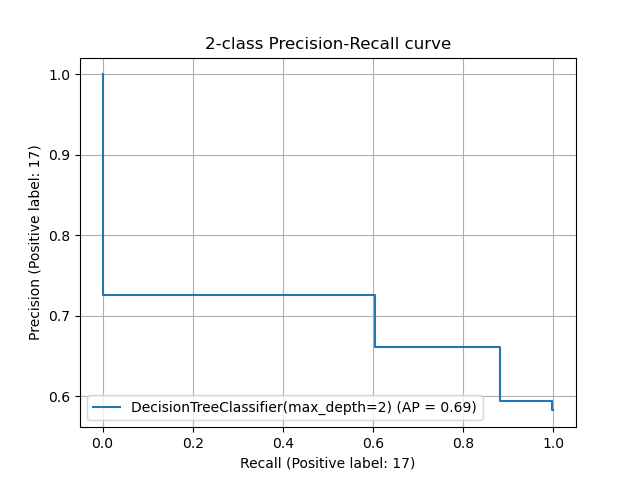 2-class Precision-Recall curve
1.0
0.9
0.8
0.7
0.6
Precision (Positive label: 17)
DecisionTreeClassifier(max_depth=2) (AP = 0.69)
0.0 0.2 0.4 0.6 0.8 1.0
Recall (Positive label: 17)